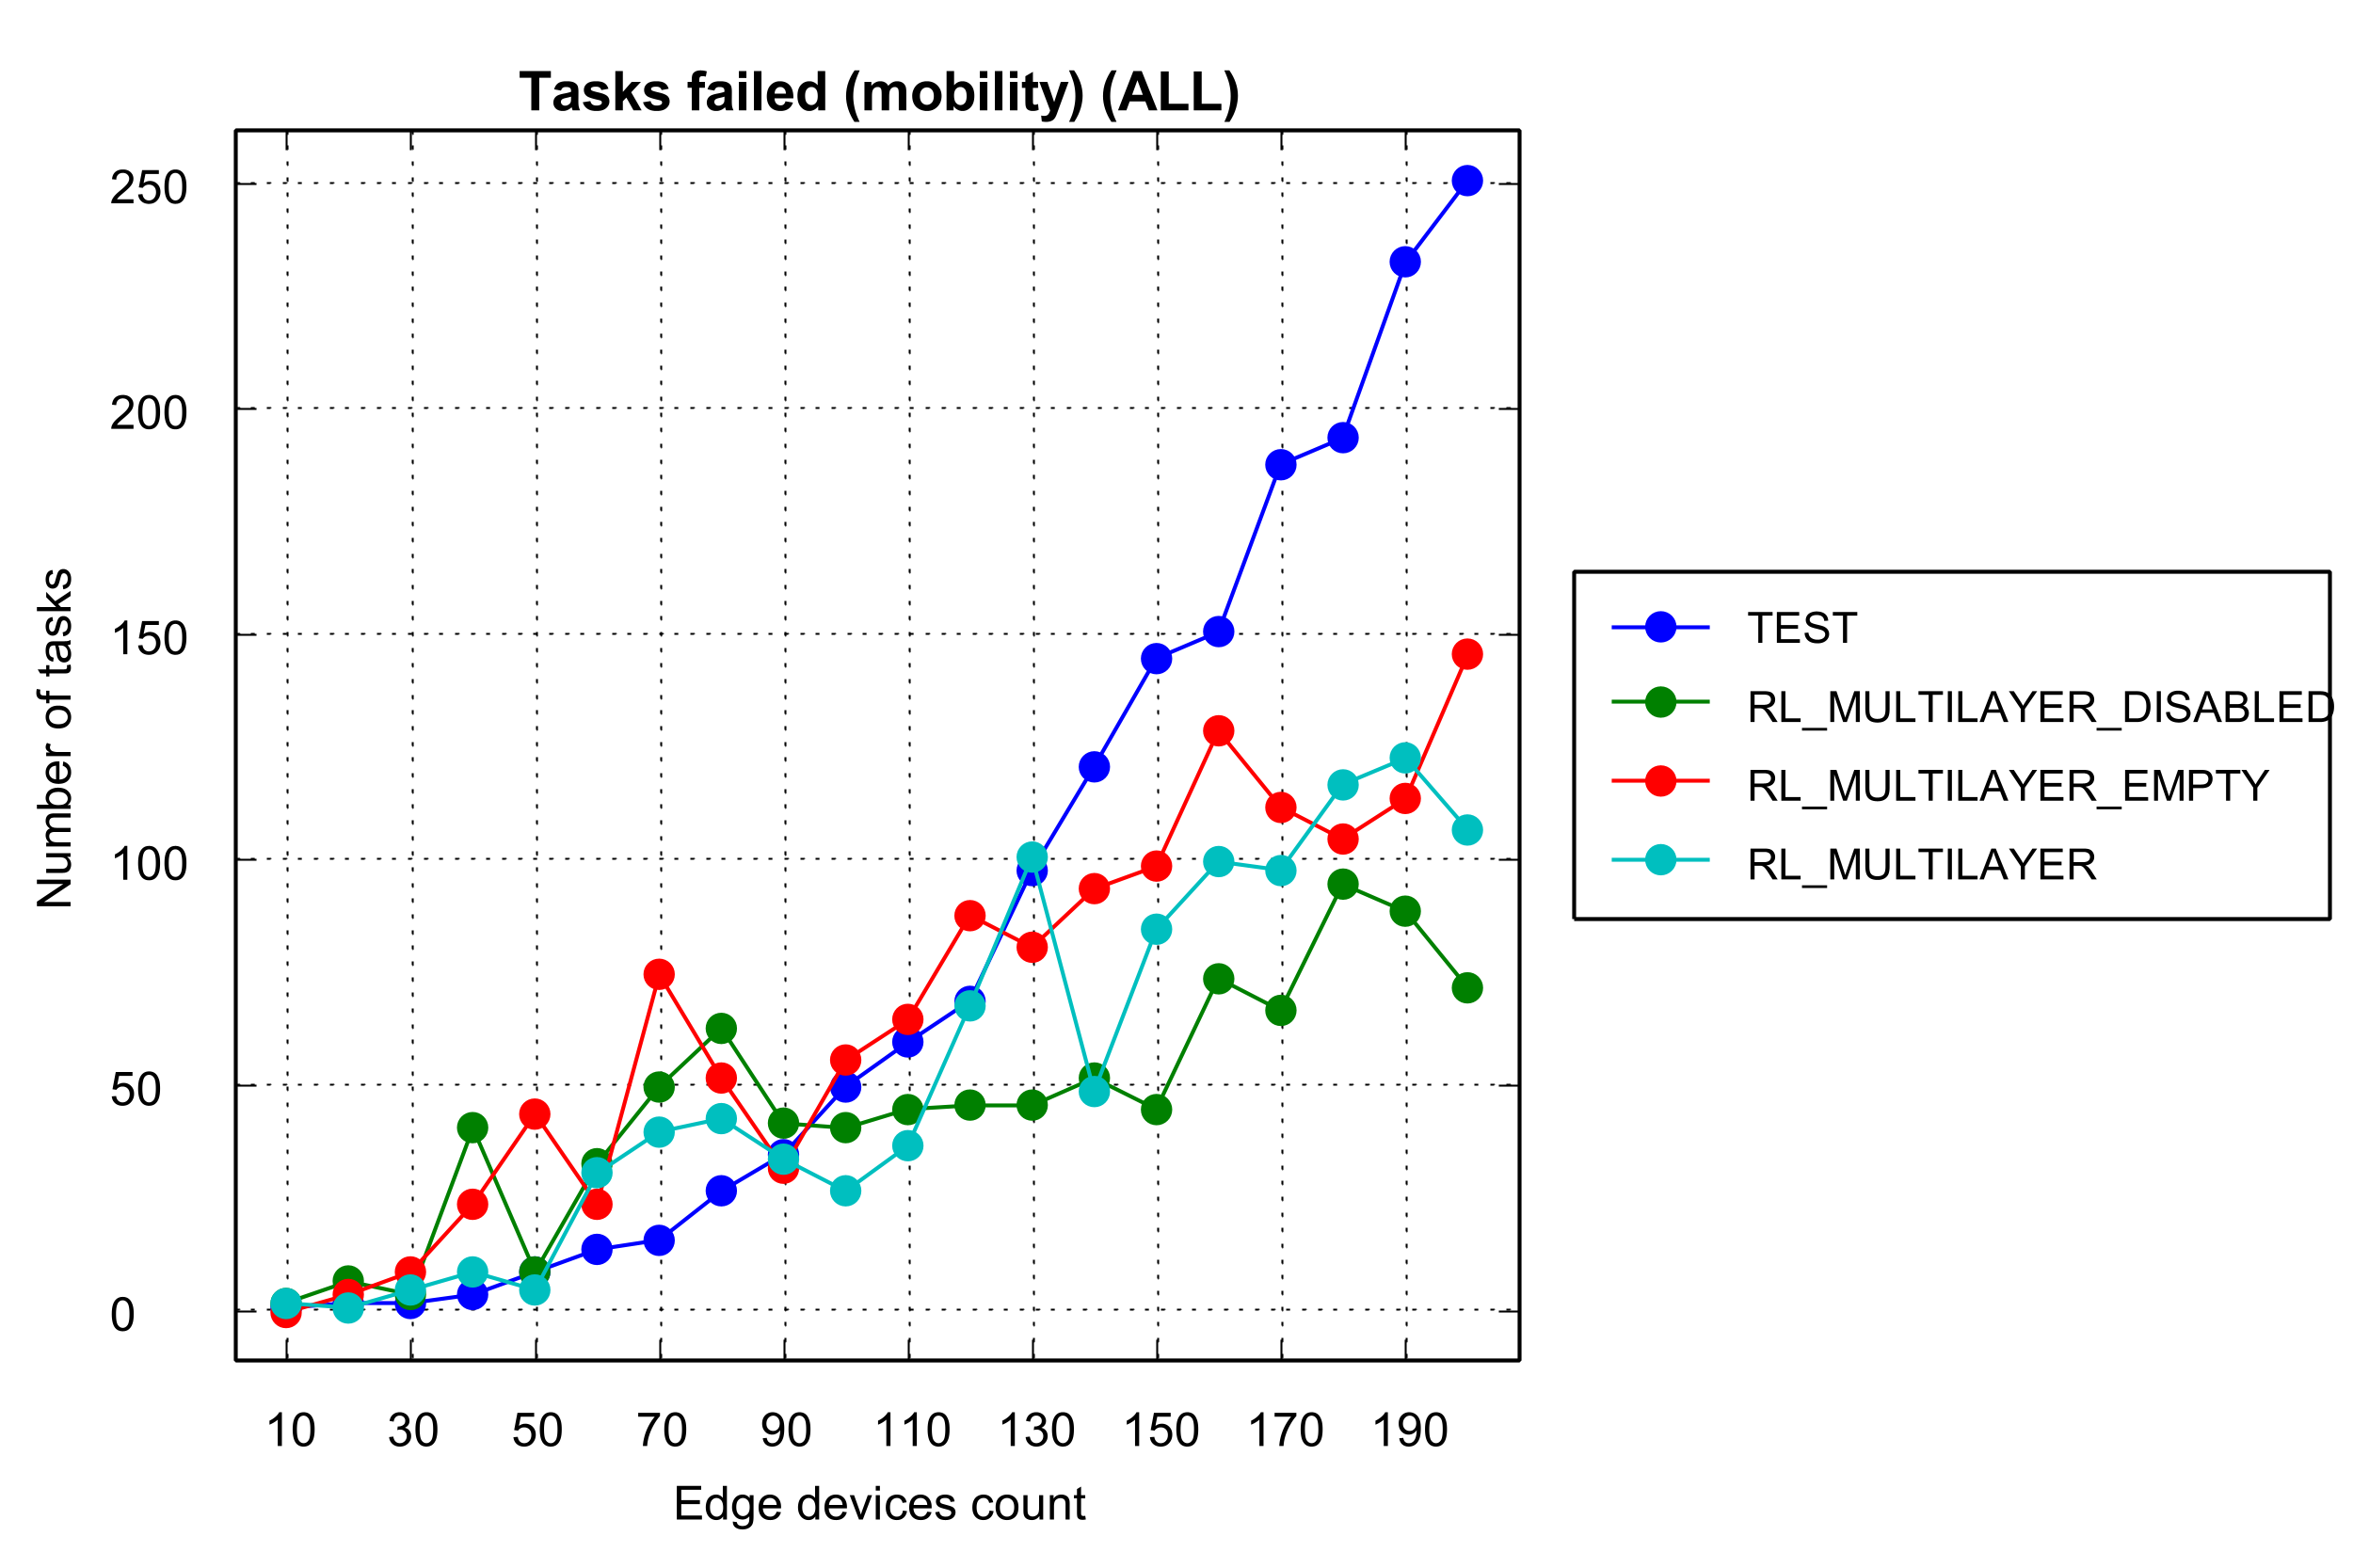 Tasks failed (mobility) (ALL)
250
200
150
100
50
0
Number of tasks
10 30 50 70 90 110 130 150 170 190
Edge devices count
TEST
RL_MULTILAYER_DISABLED
RL_MULTILAYER_EMPTY
RL_MULTILAYER